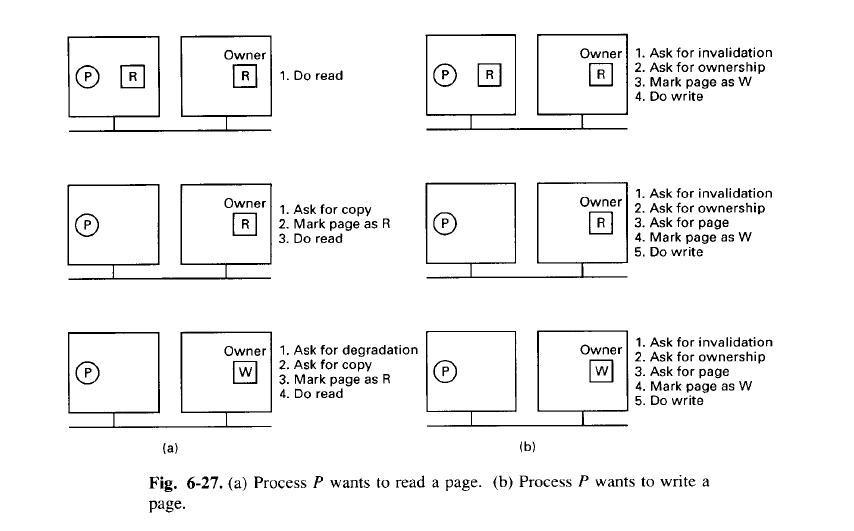 Owner
P R R
1. Do read
Owner
P R R
1. Ask for invalidation
2. Ask for ownership
3. Mark page as W
4. Do write
Owner
P R
1. Ask for copy
2. Mark page as R
3. Do read
Owner
P R
1. Ask for invalidation
2. Ask for ownership
3. Ask for page
4. Mark page as W
5. Do write
Owner
P W
1. Ask for degradation
2. Ask for copy
3. Mark page as R
4. Do read
Owner
P W
1. Ask for invalidation
2. Ask for ownership
3. Ask for page
4. Mark page as W
5. Do write
(a)
(b)
Fig. 6-27. (a) Process P wants to read a page. (b) Process P wants to write a
page.